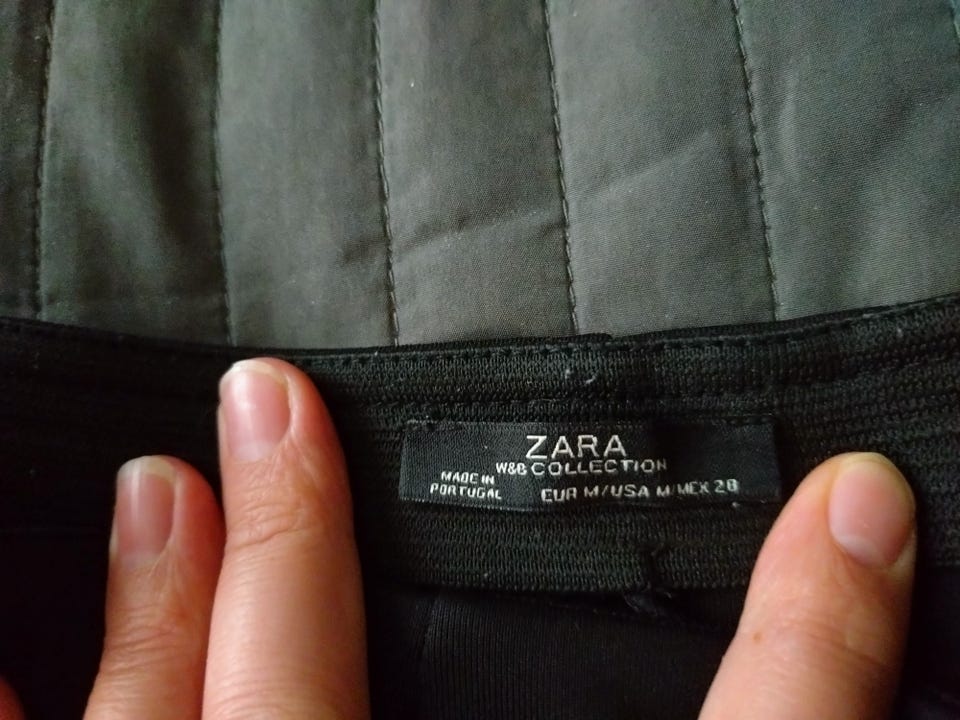 ZARA
W&B COLLECTION
MADE IN
PORTUGAL
EUR M/USA M/MEX 28